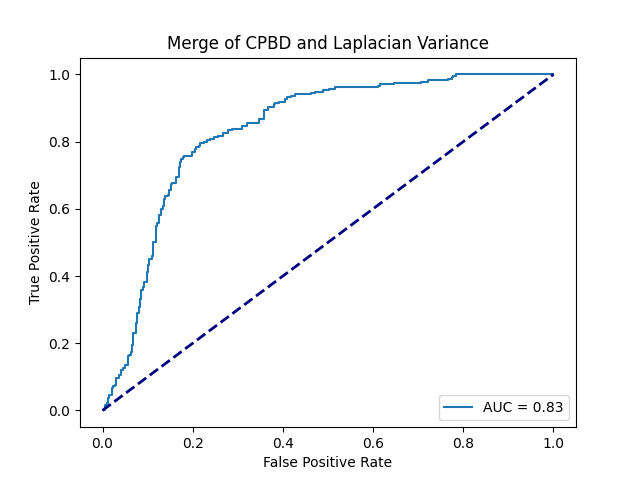 Merge of CPBD and Laplacian Variance
1.0
0.8
0.6
0.4
0.2
0.0
True Positive Rate
AUC = 0.83
0.0 0.2 0.4 0.6 0.8 1.0
False Positive Rate